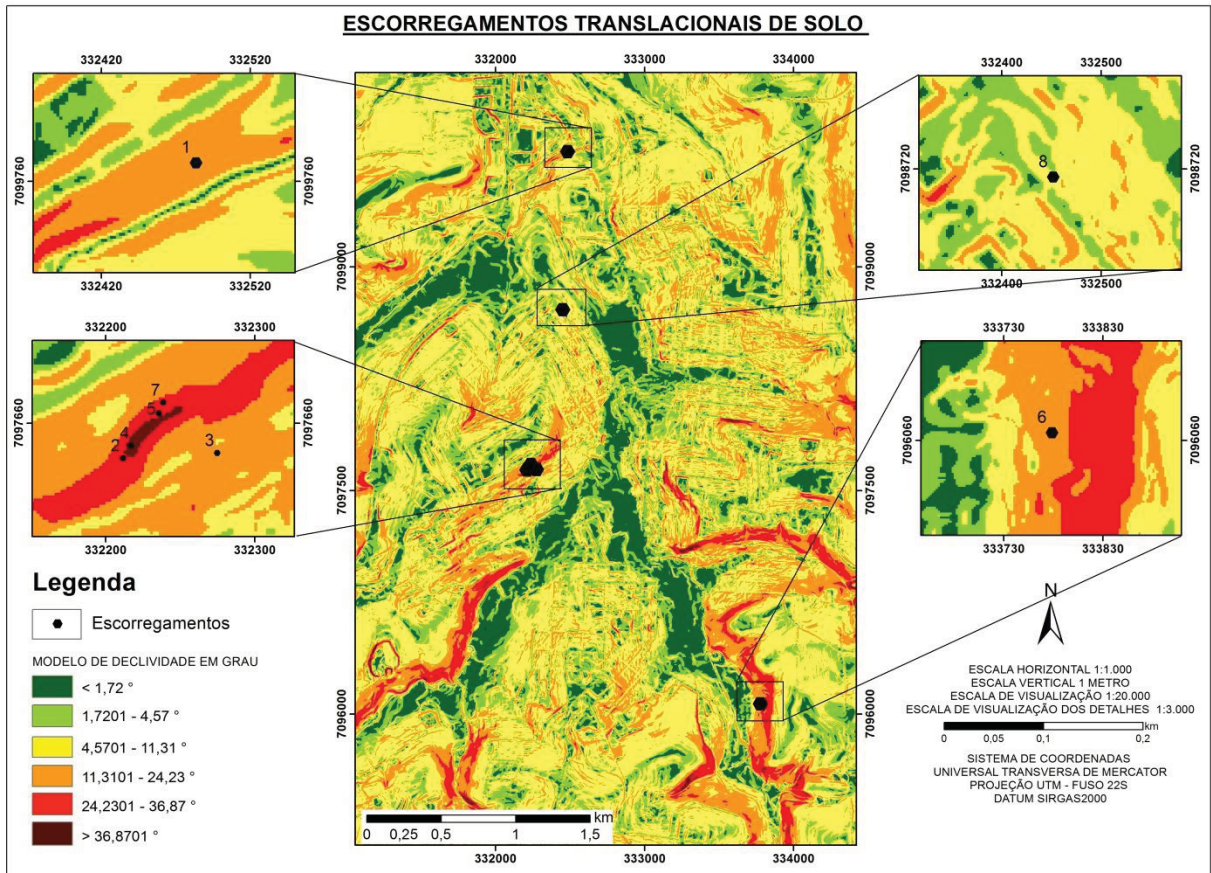 ESCORREGAMENTOS TRANSLACIONAIS DE SOLO
332420 332520
7099760 7099760
1
332420 332520
332200 332300
7097660 7097660
7
5
4
2
3
332200 332300
332000 333000 334000
7099000 7099000
7097500 7097500
7096000 7096000
332000 333000 334000
km
0 0,25 0,5 1 1,5
332400 332500
7098720 7098720
8
332400 332500
333730 333830
7096060 7096060
6
333730 333830
Legenda
Escorregamentos
MODELO DE DECLIVIDADE EM GRAU
< 1,72 °
1,7201 - 4,57 °
4,5701 - 11,31 °
11,3101 - 24,23 °
24,2301 - 36,87 °
> 36,8701 °
N
ESCALA HORIZONTAL 1:1.000
ESCALA VERTICAL 1 METRO
ESCALA DE VISUALIZAÇÃO 1:20.000
ESCALA DE VISUALIZAÇÃO DOS DETALHES 1:3.000
km
0 0,05 0,1 0,2
SISTEMA DE COORDENADAS
UNIVERSAL TRANSVERSA DE MERCATOR
PROJEÇÃO UTM - FUSO 22S
DATUM SIRGAS2000